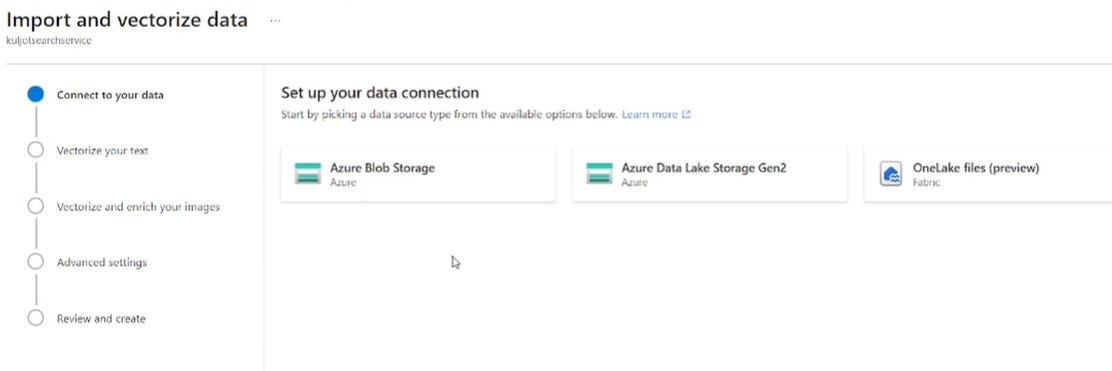 Import and vectorize data ...
kuljotsearchservice
Connect to your data
Vectorize your text
Vectorize and enrich your images
Advanced settings
Review and create
Set up your data connection
Start by picking a data source type from the available options below. Learn more
Azure Blob Storage
Azure
Azure Data Lake Storage Gen2
Azure
OneLake files (preview)
Fabric